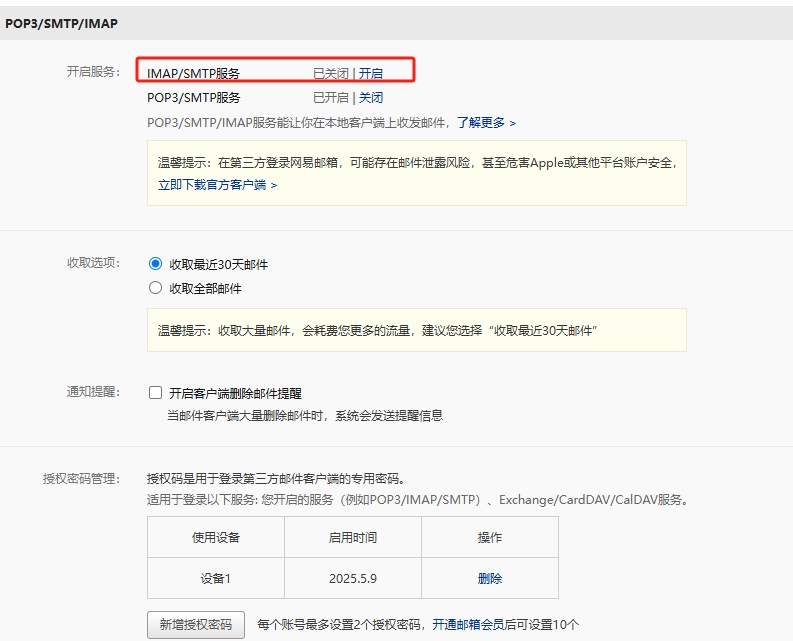 POP3/SMTP/IMAP
开启服务： IMAP/SMTP服务 已关闭 | 开启
POP3/SMTP服务 已开启 | 关闭
POP3/SMTP/IMAP服务能让你在本地客户端上收发邮件，了解更多 >
温馨提示：在第三方登录网易邮箱，可能存在邮件泄露风险，甚至危害Apple或其他平台账户安全，
立即下载官方客户端 >
收取选项： 收取最近30天邮件
收取全部邮件
温馨提示：收取大量邮件，会耗费您更多的流量，建议您选择“收取最近30天邮件”
通知提醒： 开启客户端删除邮件提醒
当邮件客户端大量删除邮件时，系统会发送提醒信息
授权密码管理： 授权码是用于登录第三方邮件客户端的专用密码。
适用于登录以下服务: 您开启的服务（例如POP3/IMAP/SMTP）、Exchange/CardDAV/CalDAV服务。
使用设备 启用时间 操作
设备1 2025.5.9 删除
新增授权密码 每个账号最多设置2个授权密码，开通邮箱会员后可设置10个